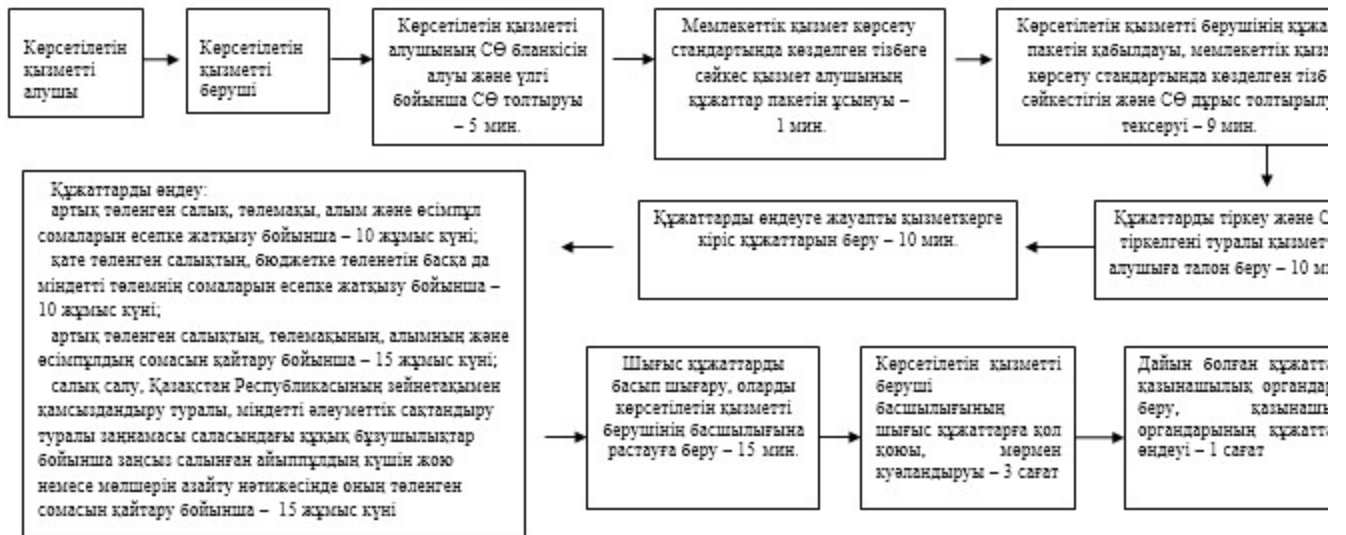 Көрсетілетін
қызметті
алушы
Көрсетілетін
қызметті
беруші
Көрсетілетін қызметті
алушының СӨ бланкісін
алуы және үлгі
бойынша СӨ толтыруы
– 5 мин.
Мемлекеттік қызмет көрсету
стандартында көзделген тізбеге
сәйкес қызмет алушының
құжаттар пакетін ұсынуы –
1 мин.
Көрсетілетін қызметті берушінің
пакетін қабылдауы, мемлекеттік
көрсету стандартында көзделген
сәйкестігін және СӨ дұрыс
тексеруі – 9 мин.
Құжаттарды тіркеу және
тіркелгені туралы
алушыға талон беру – 10
Құжаттарды өндеуге жауапты қызметкерге
кіріс құжаттарын беру – 10 мин.
Құжаттарды өндеу:
артық төленген салық, төлемақы, алым және өсімпұл
сомаларын есепке жатқызу бойынша – 10 жұмыс күні;
қате төленген салықтың, бюджетке төленетін басқа да
міндетті төлемнің сомаларын есепке жатқызу бойынша –
10 жұмыс күні;
артық төленген салықтың, төлемақының, алымның және
өсімпұлдың сомасын қайтару бойынша – 15 жұмыс күні;
салық салу, Қазақстан Республикасының зейнетақымен
қамсыздандыру туралы, міндетті әлеуметтік сақтандыру
туралы заңнамасы саласындағы құқық бұзушылықтар
бойынша заңсыз салынған айыппұлдың күшін жою
немесе мөлшерін азайту нәтижесінде оның төленген
сомасын қайтару бойынша – 15 жұмыс күні
Шығыс құжаттарды
басып шығару, оларды
көрсетілетін қызметті
берушінің басшылығына
растауға беру – 15 мин.
Көрсетілетін қызметті
беруші
басшылығының
шығыс құжаттарға қол
қоюы, мөрмен
куәландыруы – 3 сағат
Дайын болған
қазынашылық
беру,
органдарының
өндеуі – 1 сағат